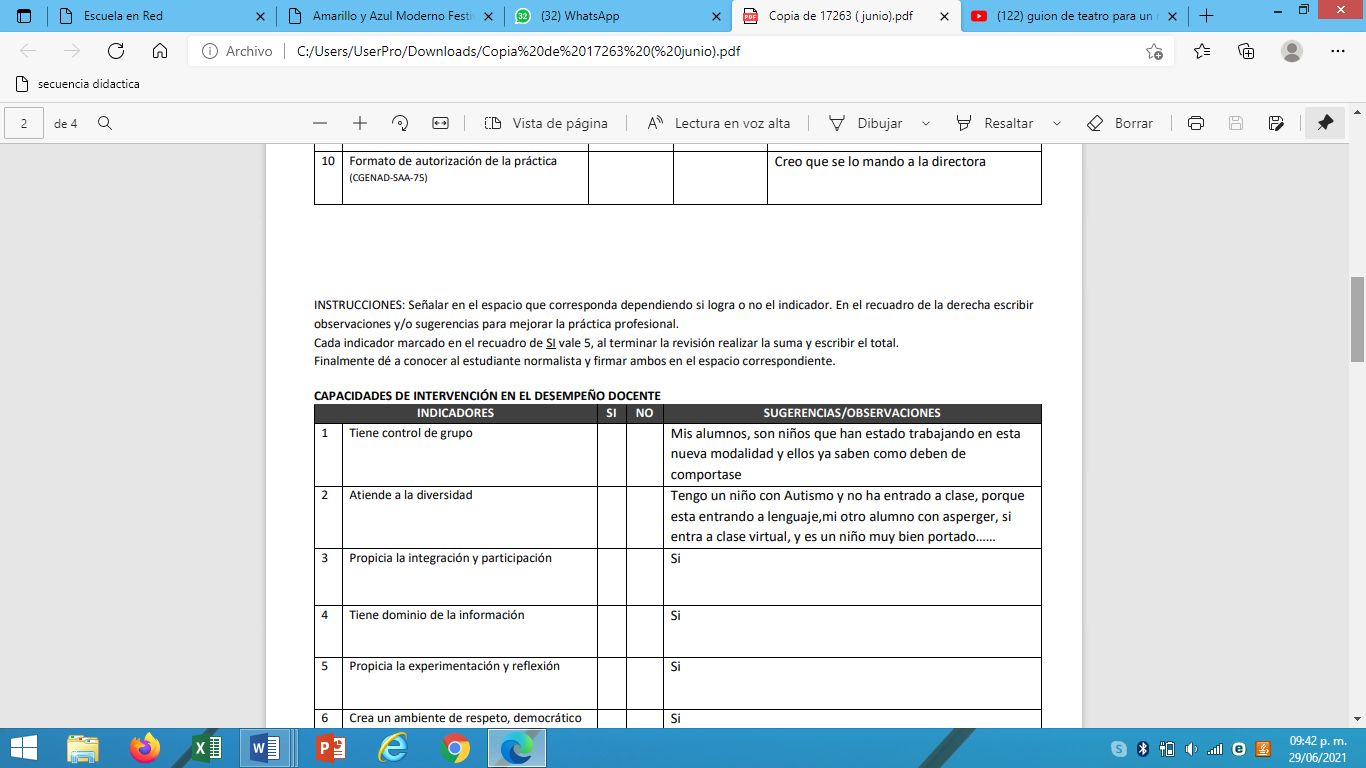 Escuela en Red
Amarillo y Azul Moderno Festi
(32) WhatsApp
Copia de 17263 ( junio).pdf
(122) guion de teatro para un
Archivo
C:/Users/UserPro/Downloads/Copia%20de%2017263%20(%20junio).pdf
secuencia didactica
2
de 4
Vista de página
Lectura en voz alta
Dibujar
Resaltar
Borrar
10
Formato de autorización de la práctica
(CGENAD-SAA-75)
Creo que se lo mando a la directora
INSTRUCCIONES: Señalar en el espacio que corresponda dependiendo si logra o no el indicador. En el recuadro de la derecha escribir
observaciones y/o sugerencias para mejorar la práctica profesional.
Cada indicador marcado en el recuadro de SI vale 5, al terminar la revisión realizar la suma y escribir el total.
Finalmente dé a conocer al estudiante normalista y firmar ambos en el espacio correspondiente.
CAPACIDADES DE INTERVENCIÓN EN EL DESEMPEÑO DOCENTE
INDICADORES SI NO SUGERENCIAS/OBSERVACIONES
1 Tiene control de grupo
Mis alumnos, son niños que han estado trabajando en esta
nueva modalidad y ellos ya saben como deben de
comportase
2 Atiende a la diversidad
Tengo un niño con Autismo y no ha entrado a clase, porque
esta entrando a lenguaje,mi otro alumno con asperger, si
entra a clase virtual, y es un niño muy bien portado......
3 Propicia la integración y participación Si
4 Tiene dominio de la información Si
5 Propicia la experimentación y reflexión Si
6 Crea un ambiente de respeto, democrático Si
09:42 p. m.
29/06/2021